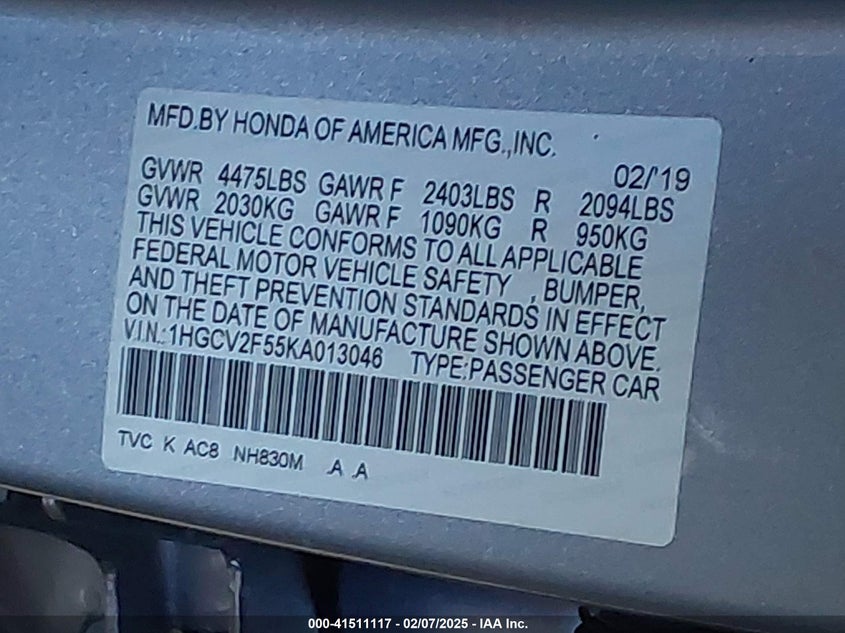 MFD.BY HONDA OF AMERICA MFG.,INC.
02/'19
GVWR 4475LBS GAWR F 2403LBS R 2094LBS
GVWR 2030KG GAWR F 1090KG R 950KG
THIS VEHICLE CONFORMS TO ALL APPLICABLE
FEDERAL MOTOR VEHICLE SAFETY , BUMPER,
AND THEFT PREVENTION STANDARDS IN EFFECT
ON THE DATE OF MANUFACTURE SHOWN ABOVE.
V.I.N.:1HGCV2F55KA013046 TYPE:PASSENGER CAR
TVC K AC8 NH830M A A
000-41511117 - 02/07/2025 - IAA Inc.